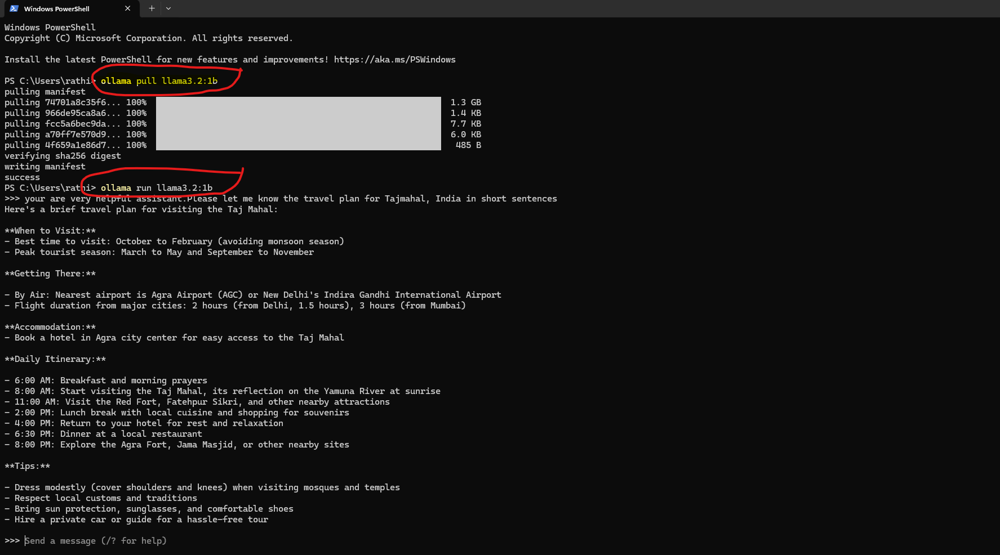 Windows PowerShell
Windows PowerShell
Copyright (C) Microsoft Corporation. All rights reserved.
Install the latest PowerShell for new features and improvements! https://aka.ms/PSWindows
PS C:\Users\rathi> ollama pull llama3.2:1b
pulling manifest
pulling 74701a8c35f6... 100% 1.3 GB
pulling 966de95ca8a6... 100% 1.4 KB
pulling fcc5a6bec9da... 100% 7.7 KB
pulling a70ff7e570d9... 100% 6.0 KB
pulling 4f659a1e86d7... 100% 485 B
verifying sha256 digest
writing manifest
success
PS C:\Users\rathi> ollama run llama3.2:1b
>>> your are very helpful assistant.Please let me know the travel plan for Tajmahal, India in short sentences
Here's a brief travel plan for visiting the Taj Mahal:
**When to Visit:**
- Best time to visit: October to February (avoiding monsoon season)
- Peak tourist season: March to May and September to November
**Getting There:**
- By Air: Nearest airport is Agra Airport (AGC) or New Delhi's Indira Gandhi International Airport
- Flight duration from major cities: 2 hours (from Delhi, 1.5 hours), 3 hours (from Mumbai)
**Accommodation:**
- Book a hotel in Agra city center for easy access to the Taj Mahal
**Daily Itinerary:**
- 6:00 AM: Breakfast and morning prayers
- 8:00 AM: Start visiting the Taj Mahal, its reflection on the Yamuna River at sunrise
- 11:00 AM: Visit the Red Fort, Fatehpur Sikri, and other nearby attractions
- 2:00 PM: Lunch break with local cuisine and shopping for souvenirs
- 4:00 PM: Return to your hotel for rest and relaxation
- 6:30 PM: Dinner at a local restaurant
- 8:00 PM: Explore the Agra Fort, Jama Masjid, or other nearby sites
**Tips:**
- Dress modestly (cover shoulders and knees) when visiting mosques and temples
- Respect local customs and traditions
- Bring sun protection, sunglasses, and comfortable shoes
- Hire a private car or guide for a hassle-free tour
>>> Send a message (/? for help)